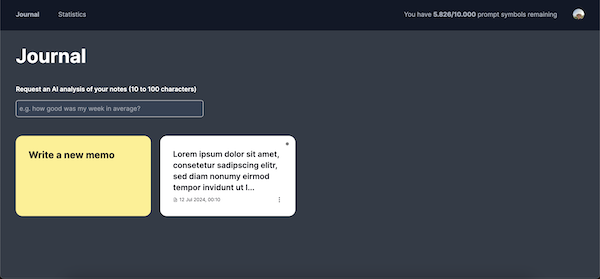 Journal
Statistics
You have 5.826/10.000 prompt symbols remaining
Journal
Request an AI analysis of your notes (10 to 100 characters)
e.g. how good was my week in average?
Write a new memo
Lorem ipsum dolor sit amet,
consetetur sadipscing elitr,
sed diam nonumy eirmod
tempor invidunt ut l...
12 Jul 2024, 00:10